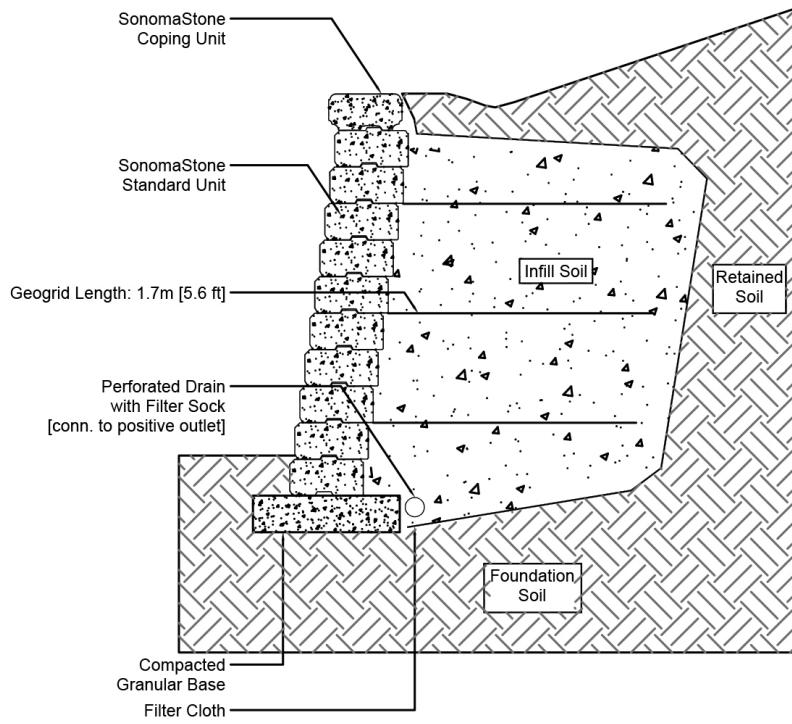 SonomaStone
Coping Unit
SonomaStone
Standard Unit
Infill Soil
Retained
Soil
Geogrid Length: 1.7m [5.6 ft]
Perforated Drain
with Filter Sock
[conn. to positive outlet]
Foundation
Soil
Compacted
Granular Base
Filter Cloth